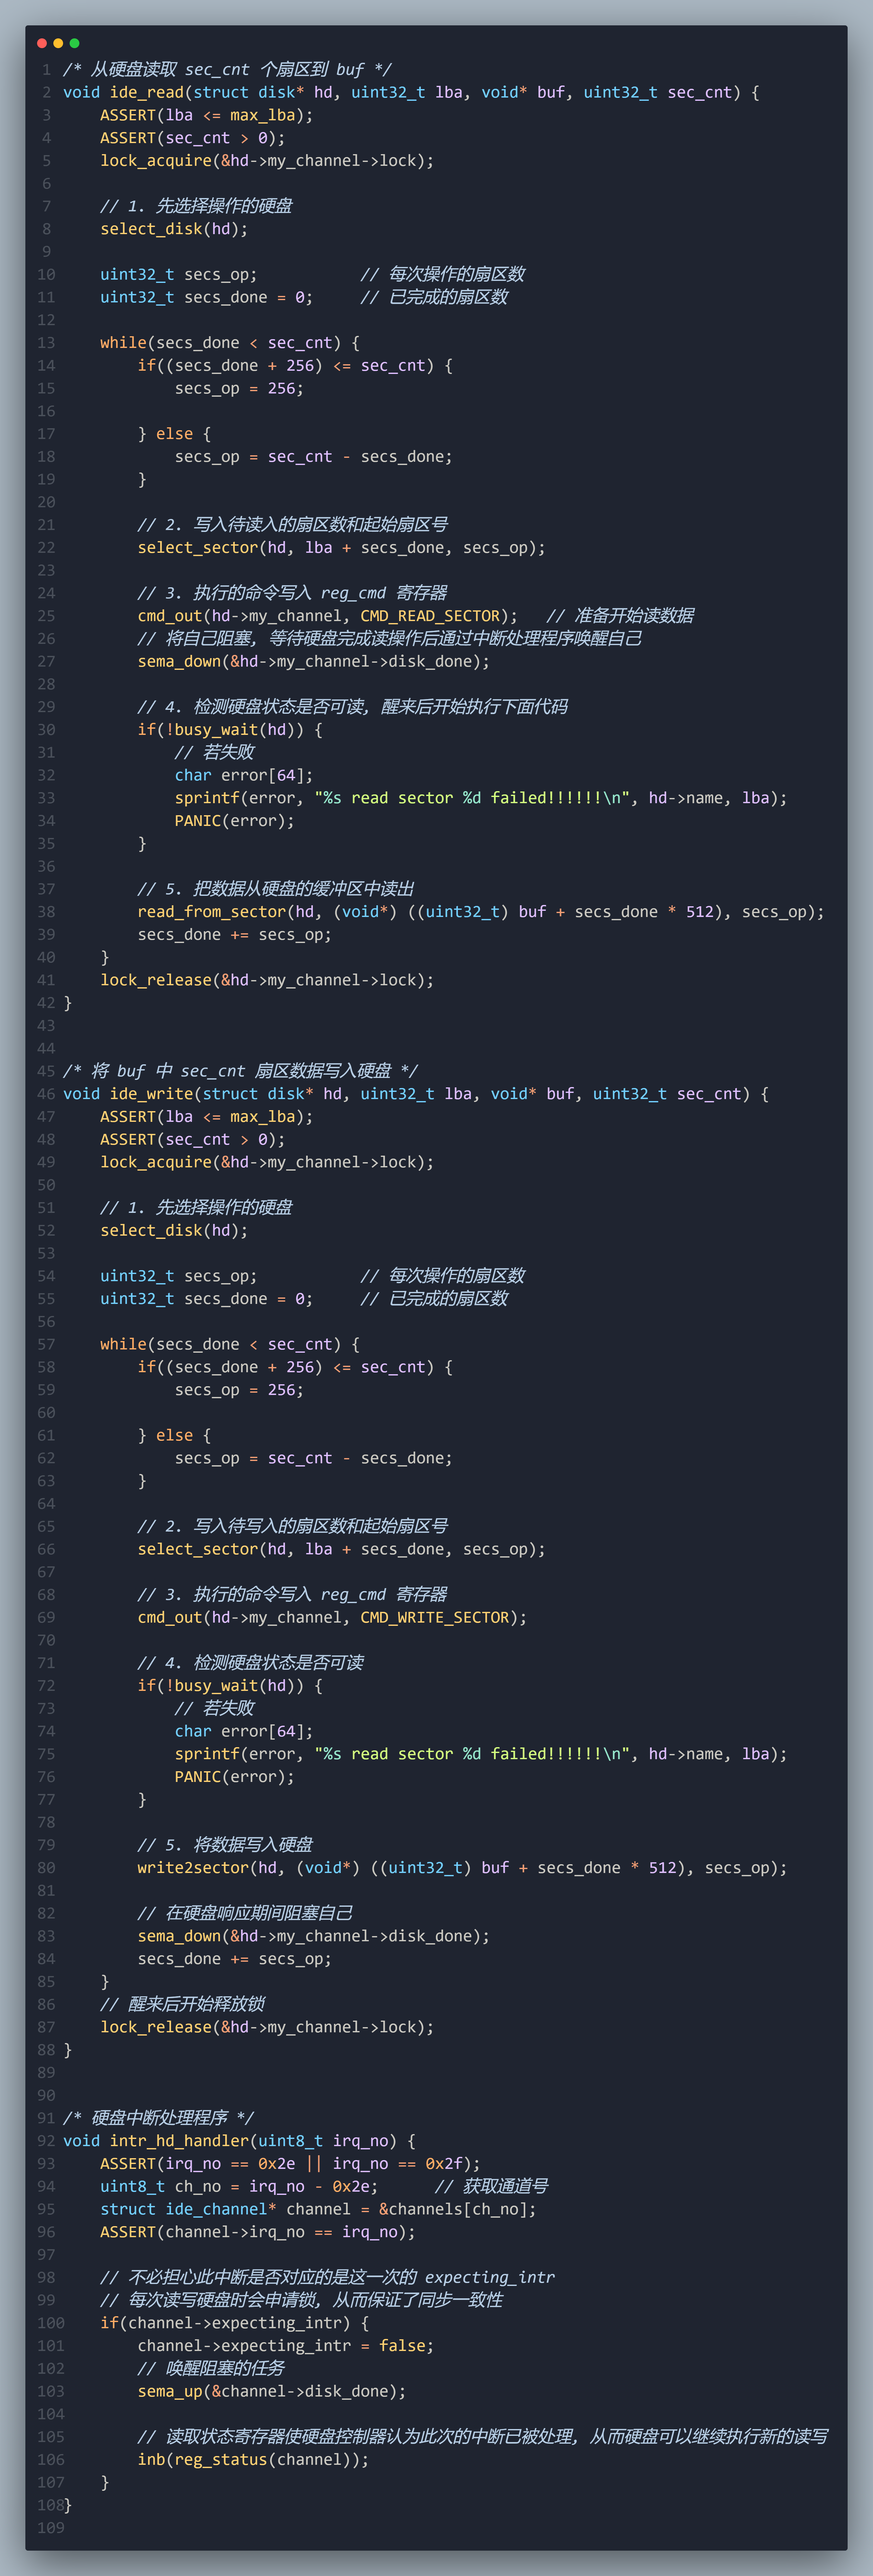 1 /* 从硬盘读取 sec_cnt 个扇区到 buf */
2 void ide_read(struct disk* hd, uint32_t lba, void* buf, uint32_t sec_cnt) {
3     ASSERT(lba <= max_lba);
4     ASSERT(sec_cnt > 0);
5     lock_acquire(&hd->my_channel->lock);
6
7     // 1. 先选择操作的硬盘
8     select_disk(hd);
9
10     uint32_t secs_op;           // 每次操作的扇区数
11     uint32_t secs_done = 0;     // 已完成的扇区数
12
13     while(secs_done < sec_cnt) {
14         if((secs_done + 256) <= sec_cnt) {
15             secs_op = 256;
16
17         } else {
18             secs_op = sec_cnt - secs_done;
19         }
20
21         // 2. 写入待读入的扇区数和起始扇区号
22         select_sector(hd, lba + secs_done, secs_op);
23
24         // 3. 执行的命令写入 reg_cmd 寄存器
25         cmd_out(hd->my_channel, CMD_READ_SECTOR);   // 准备开始读数据
26         // 将自己阻塞, 等待硬盘完成读操作后通过中断处理程序唤醒自己
27         sema_down(&hd->my_channel->disk_done);
28
29         // 4. 检测硬盘状态是否可读, 醒来后开始执行下面代码
30         if(!busy_wait(hd)) {
31             // 若失败
32             char error[64];
33             sprintf(error, "%s read sector %d failed!!!!!!\n", hd->name, lba);
34             PANIC(error);
35         }
36
37         // 5. 把数据从硬盘的缓冲区中读出
38         read_from_sector(hd, (void*) ((uint32_t) buf + secs_done * 512), secs_op);
39         secs_done += secs_op;
40     }
41     lock_release(&hd->my_channel->lock);
42 }
43
44
45 /* 将 buf 中 sec_cnt 扇区数据写入硬盘 */
46 void ide_write(struct disk* hd, uint32_t lba, void* buf, uint32_t sec_cnt) {
47     ASSERT(lba <= max_lba);
48     ASSERT(sec_cnt > 0);
49     lock_acquire(&hd->my_channel->lock);
50
51     // 1. 先选择操作的硬盘
52     select_disk(hd);
53
54     uint32_t secs_op;           // 每次操作的扇区数
55     uint32_t secs_done = 0;     // 已完成的扇区数
56
57     while(secs_done < sec_cnt) {
58         if((secs_done + 256) <= sec_cnt) {
59             secs_op = 256;
60
61         } else {
62             secs_op = sec_cnt - secs_done;
63         }
64
65         // 2. 写入待写入的扇区数和起始扇区号
66         select_sector(hd, lba + secs_done, secs_op);
67
68         // 3. 执行的命令写入 reg_cmd 寄存器
69         cmd_out(hd->my_channel, CMD_WRITE_SECTOR);
70
71         // 4. 检测硬盘状态是否可读
72         if(!busy_wait(hd)) {
73             // 若失败
74             char error[64];
75             sprintf(error, "%s read sector %d failed!!!!!!\n", hd->name, lba);
76             PANIC(error);
77         }
78
79         // 5. 将数据写入硬盘
80         write2sector(hd, (void*) ((uint32_t) buf + secs_done * 512), secs_op);
81
82         // 在硬盘响应期间阻塞自己
83         sema_down(&hd->my_channel->disk_done);
84         secs_done += secs_op;
85     }
86     // 醒来后开始释放锁
87     lock_release(&hd->my_channel->lock);
88 }
89
90
91 /* 硬盘中断处理程序 */
92 void intr_hd_handler(uint8_t irq_no) {
93     ASSERT(irq_no == 0x2e || irq_no == 0x2f);
94     uint8_t ch_no = irq_no - 0x2e;      // 获取通道号
95     struct ide_channel* channel = &channels[ch_no];
96     ASSERT(channel->irq_no == irq_no);
97
98     // 不必担心此中断是否对应的是这一次的 expecting_intr
99     // 每次读写硬盘时会申请锁, 从而保证了同步一致性
100     if(channel->expecting_intr) {
101         channel->expecting_intr = false;
102         // 唤醒阻塞的任务
103         sema_up(&channel->disk_done);
104
105         // 读取状态寄存器使硬盘控制器认为此次的中断已被处理, 从而硬盘可以继续执行新的读写
106         inb(reg_status(channel));
107     }
108 }
109